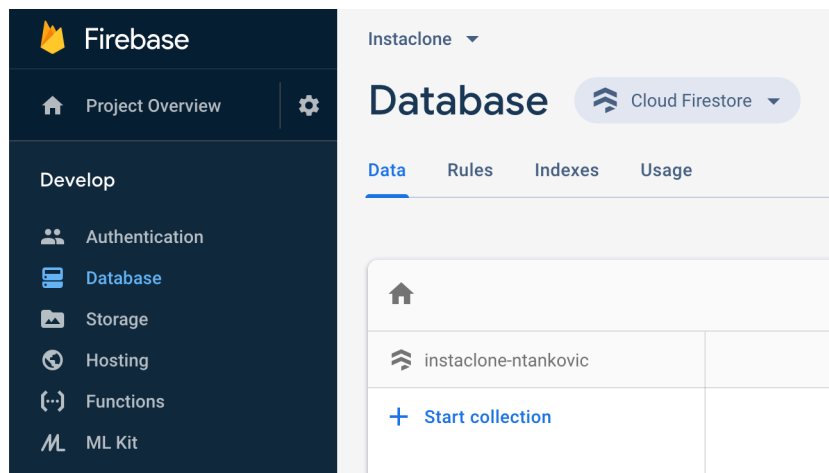 Firebase
Project Overview
Develop
Authentication
Database
Storage
Hosting
Functions
ML Kit
Instaclone
Database
Cloud Firestore
Data Rules Indexes Usage
instaclone-ntankovic
+ Start collection